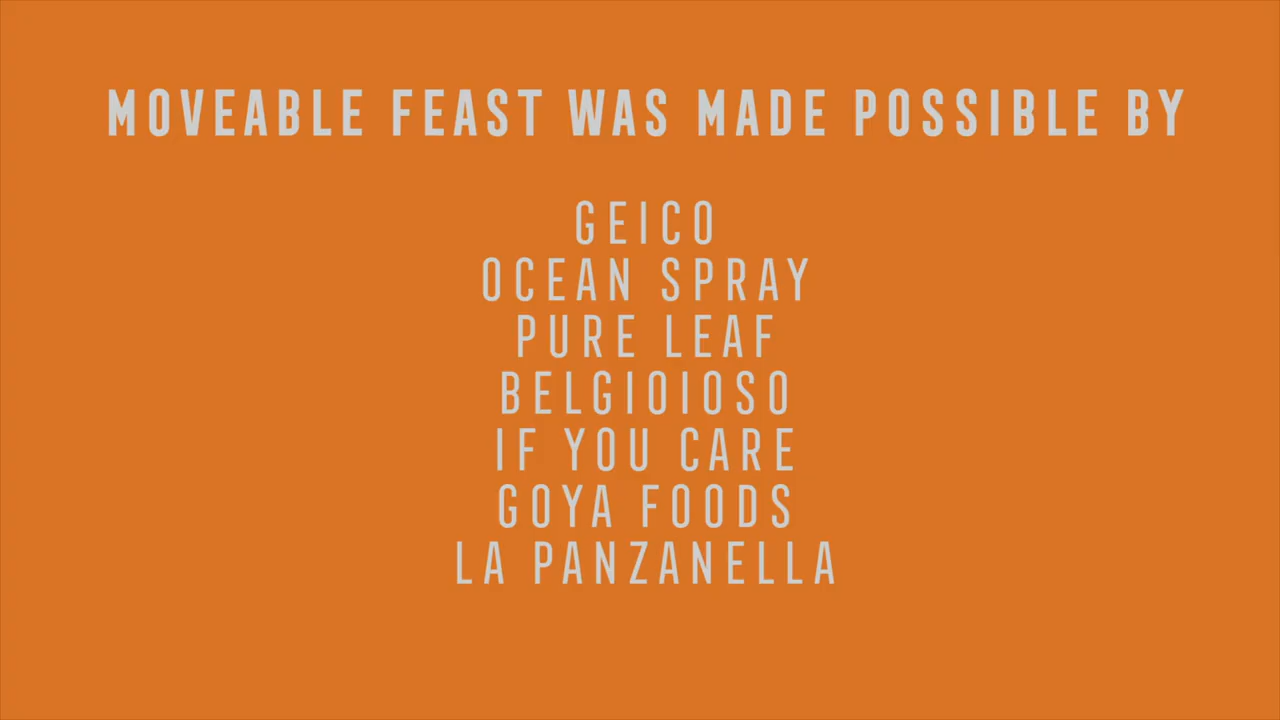 MOVEABLE FEAST WAS MADE POSSIBLE BY
GEICO
OCEAN SPRAY
PURE LEAF
BELGIOIOSO
IF YOU CARE
GOYA FOODS
LA PANZANELLA